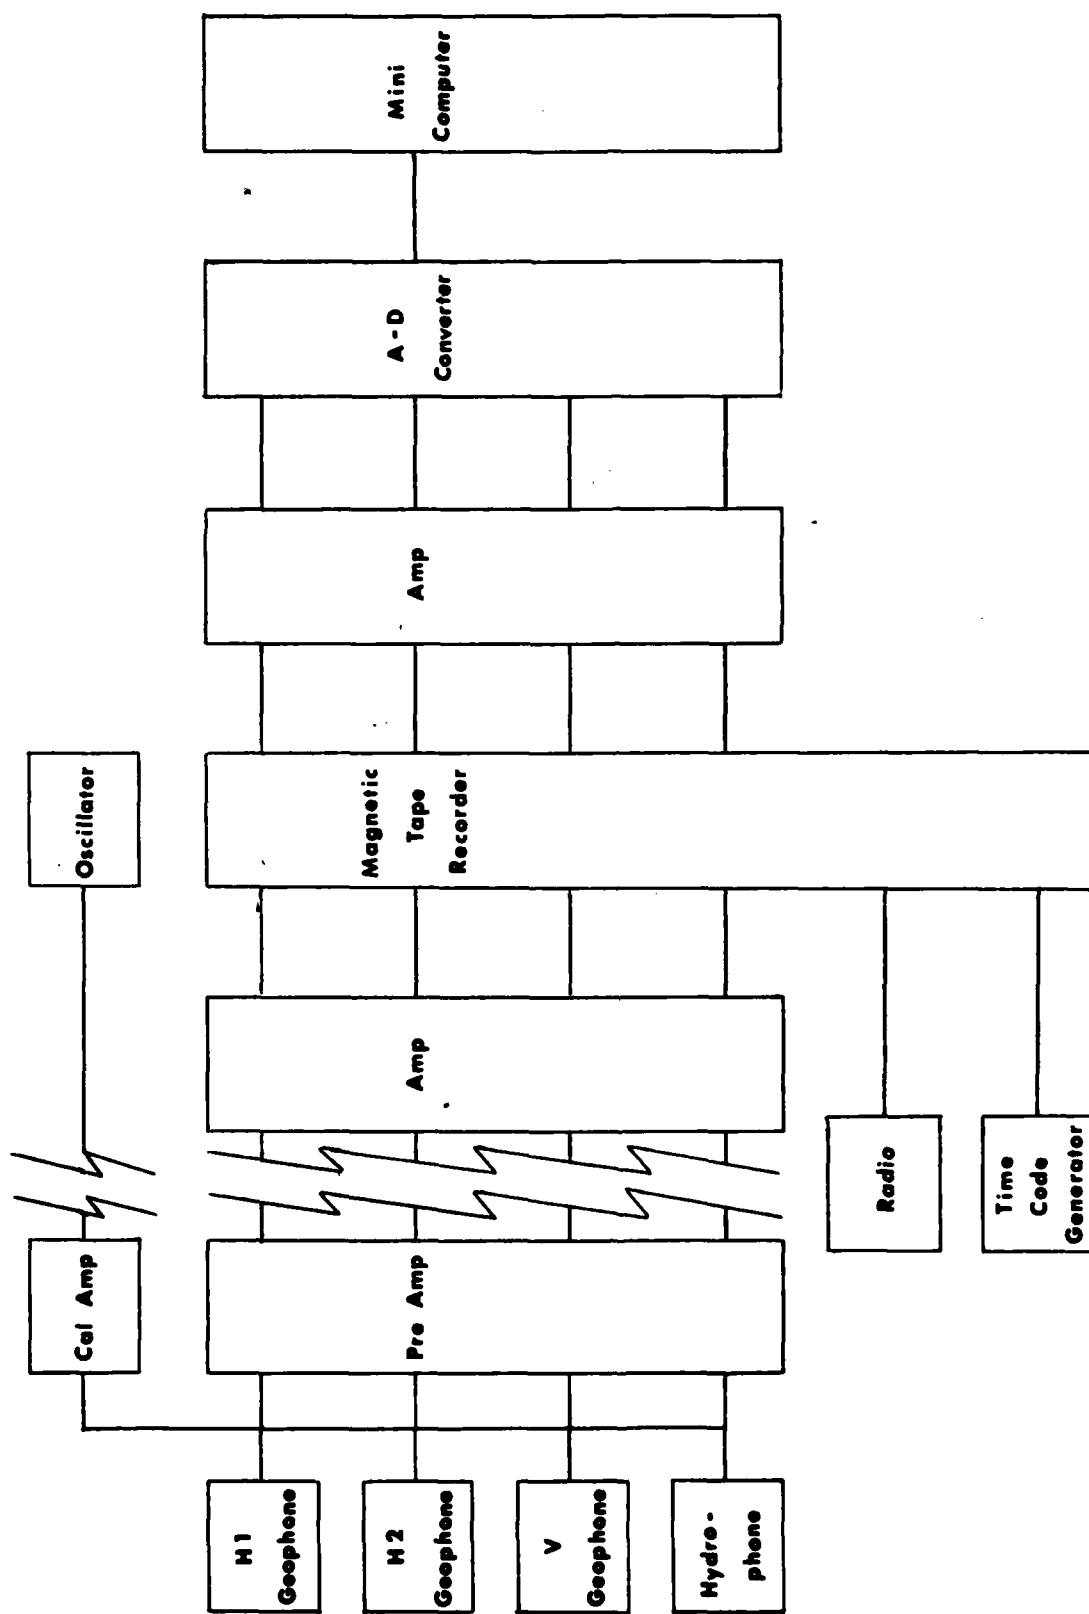 H1
Geophone
H2
Geophone
V
Geophone
Hydro-
phone
Cal Amp
Pre Amp
Amp
Oscillator
Magnetic
Tape
Recorder
Radio
Time
Code
Generator
Amp
A-D
Converter
Mini
Computer